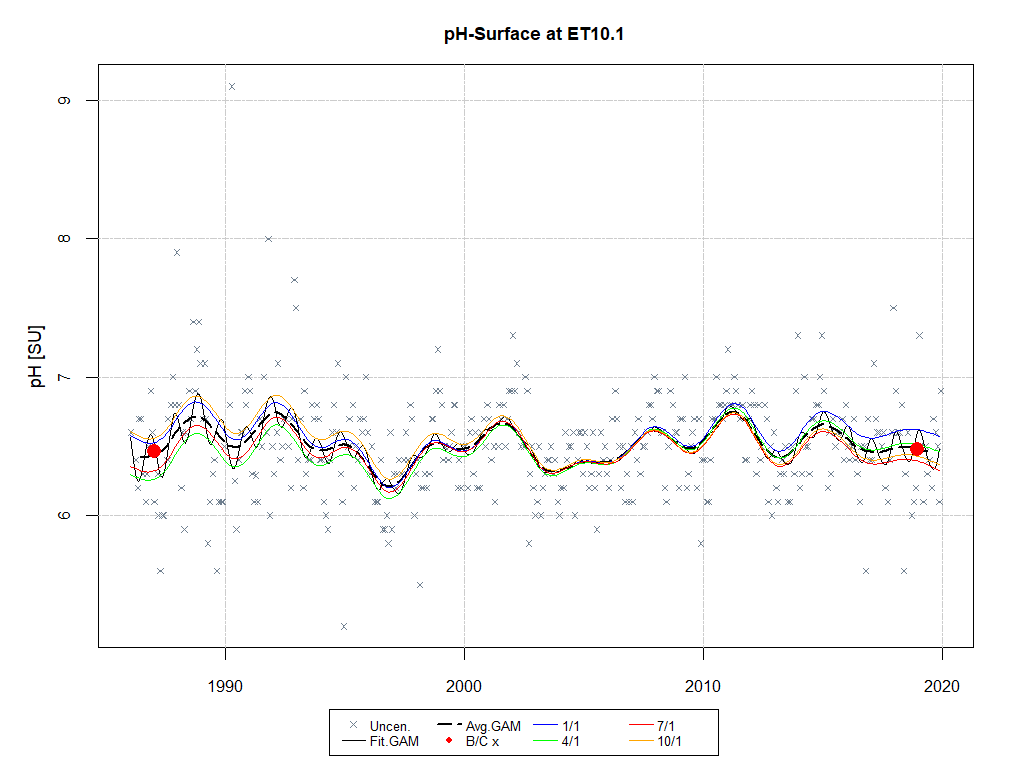 pH-Surface at ET10.1
pH [SU]
9
8
7
6
1990 2000 2010 2020
Uncen. Avg.GAM 1/1 7/1
Fit.GAM B/C x 4/1 10/1